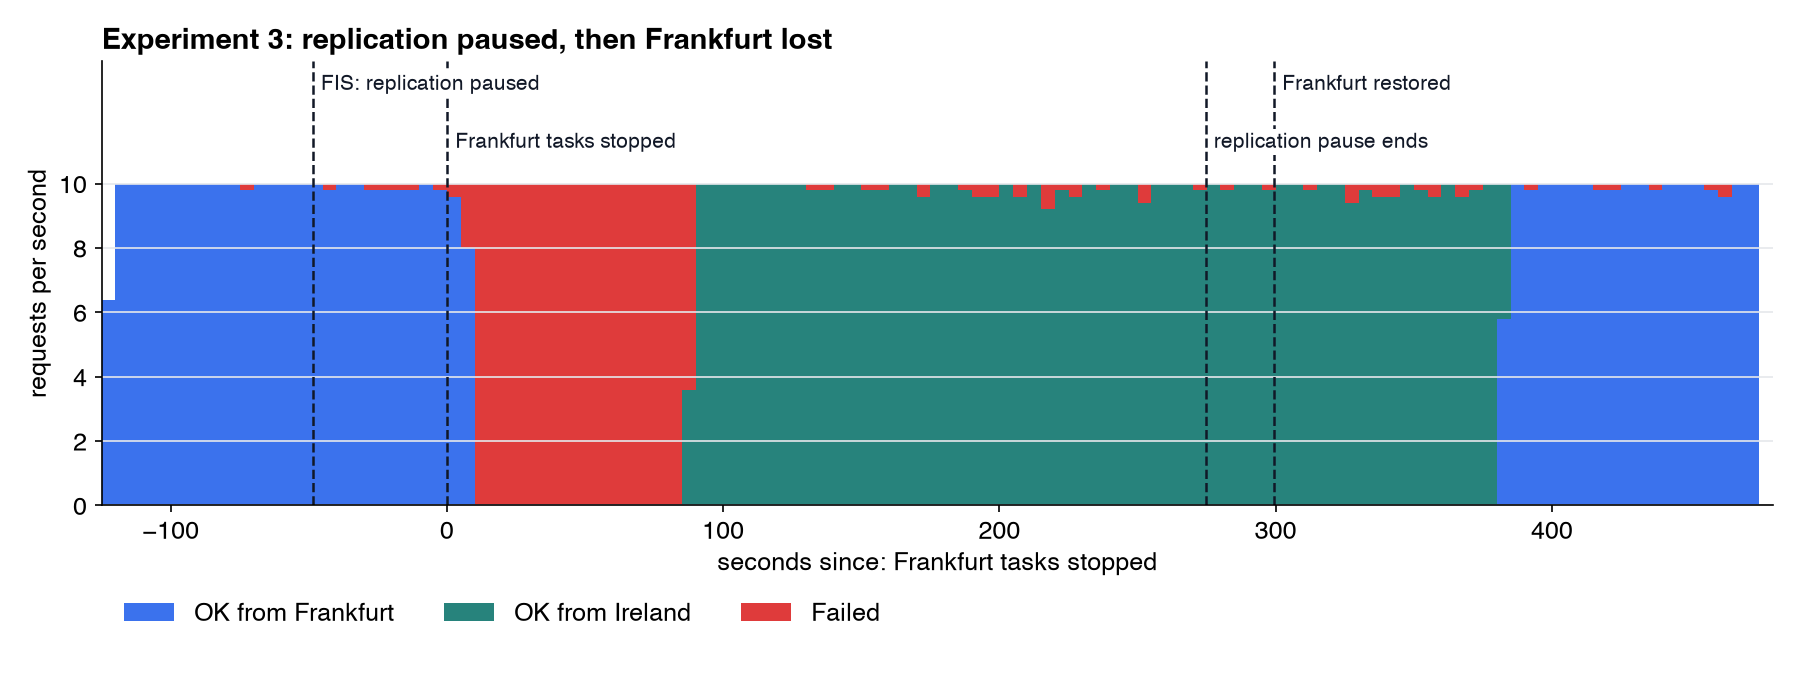 Experiment 3: replication paused, then Frankfurt lost
FIS: replication paused
Frankfurt restored
Frankfurt tasks stopped
replication pause ends
requests per second
10
8
6
4
2
0
−100 0 100 200 300 400
seconds since: Frankfurt tasks stopped
OK from Frankfurt OK from Ireland Failed